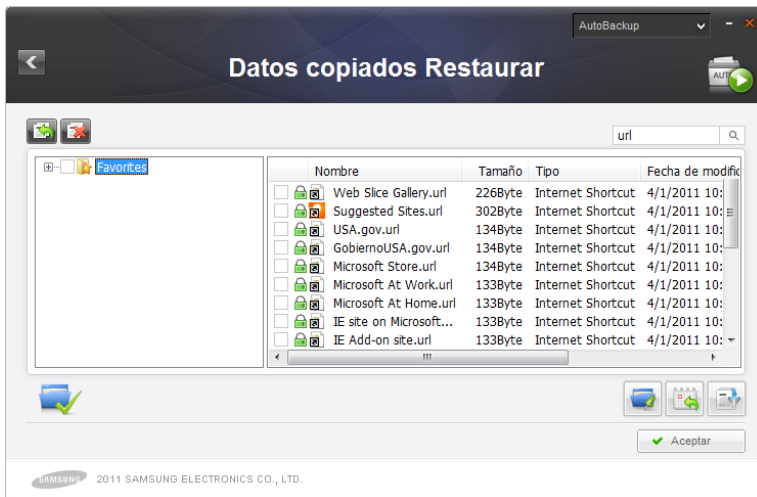 AutoBackup
Datos copiados Restaurar
AUT
url
Favorites
Nombre Tamaño Tipo Fecha de modific
Web Slice Gallery.url 226Byte Internet Shortcut 4/1/2011 10:
Suggested Sites.url 302Byte Internet Shortcut 4/1/2011 10:
USA.gov.url 134Byte Internet Shortcut 4/1/2011 10:
GobiernoUSA.gov.url 134Byte Internet Shortcut 4/1/2011 10:
Microsoft Store.url 134Byte Internet Shortcut 4/1/2011 10:
Microsoft At Work.url 133Byte Internet Shortcut 4/1/2011 10:
Microsoft At Home.url 133Byte Internet Shortcut 4/1/2011 10:
IE site on Microsoft... 133Byte Internet Shortcut 4/1/2011 10:
IE Add-on site.url 133Byte Internet Shortcut 4/1/2011 10:
Aceptar
SAMSUNG 2011 SAMSUNG ELECTRONICS CO., LTD.